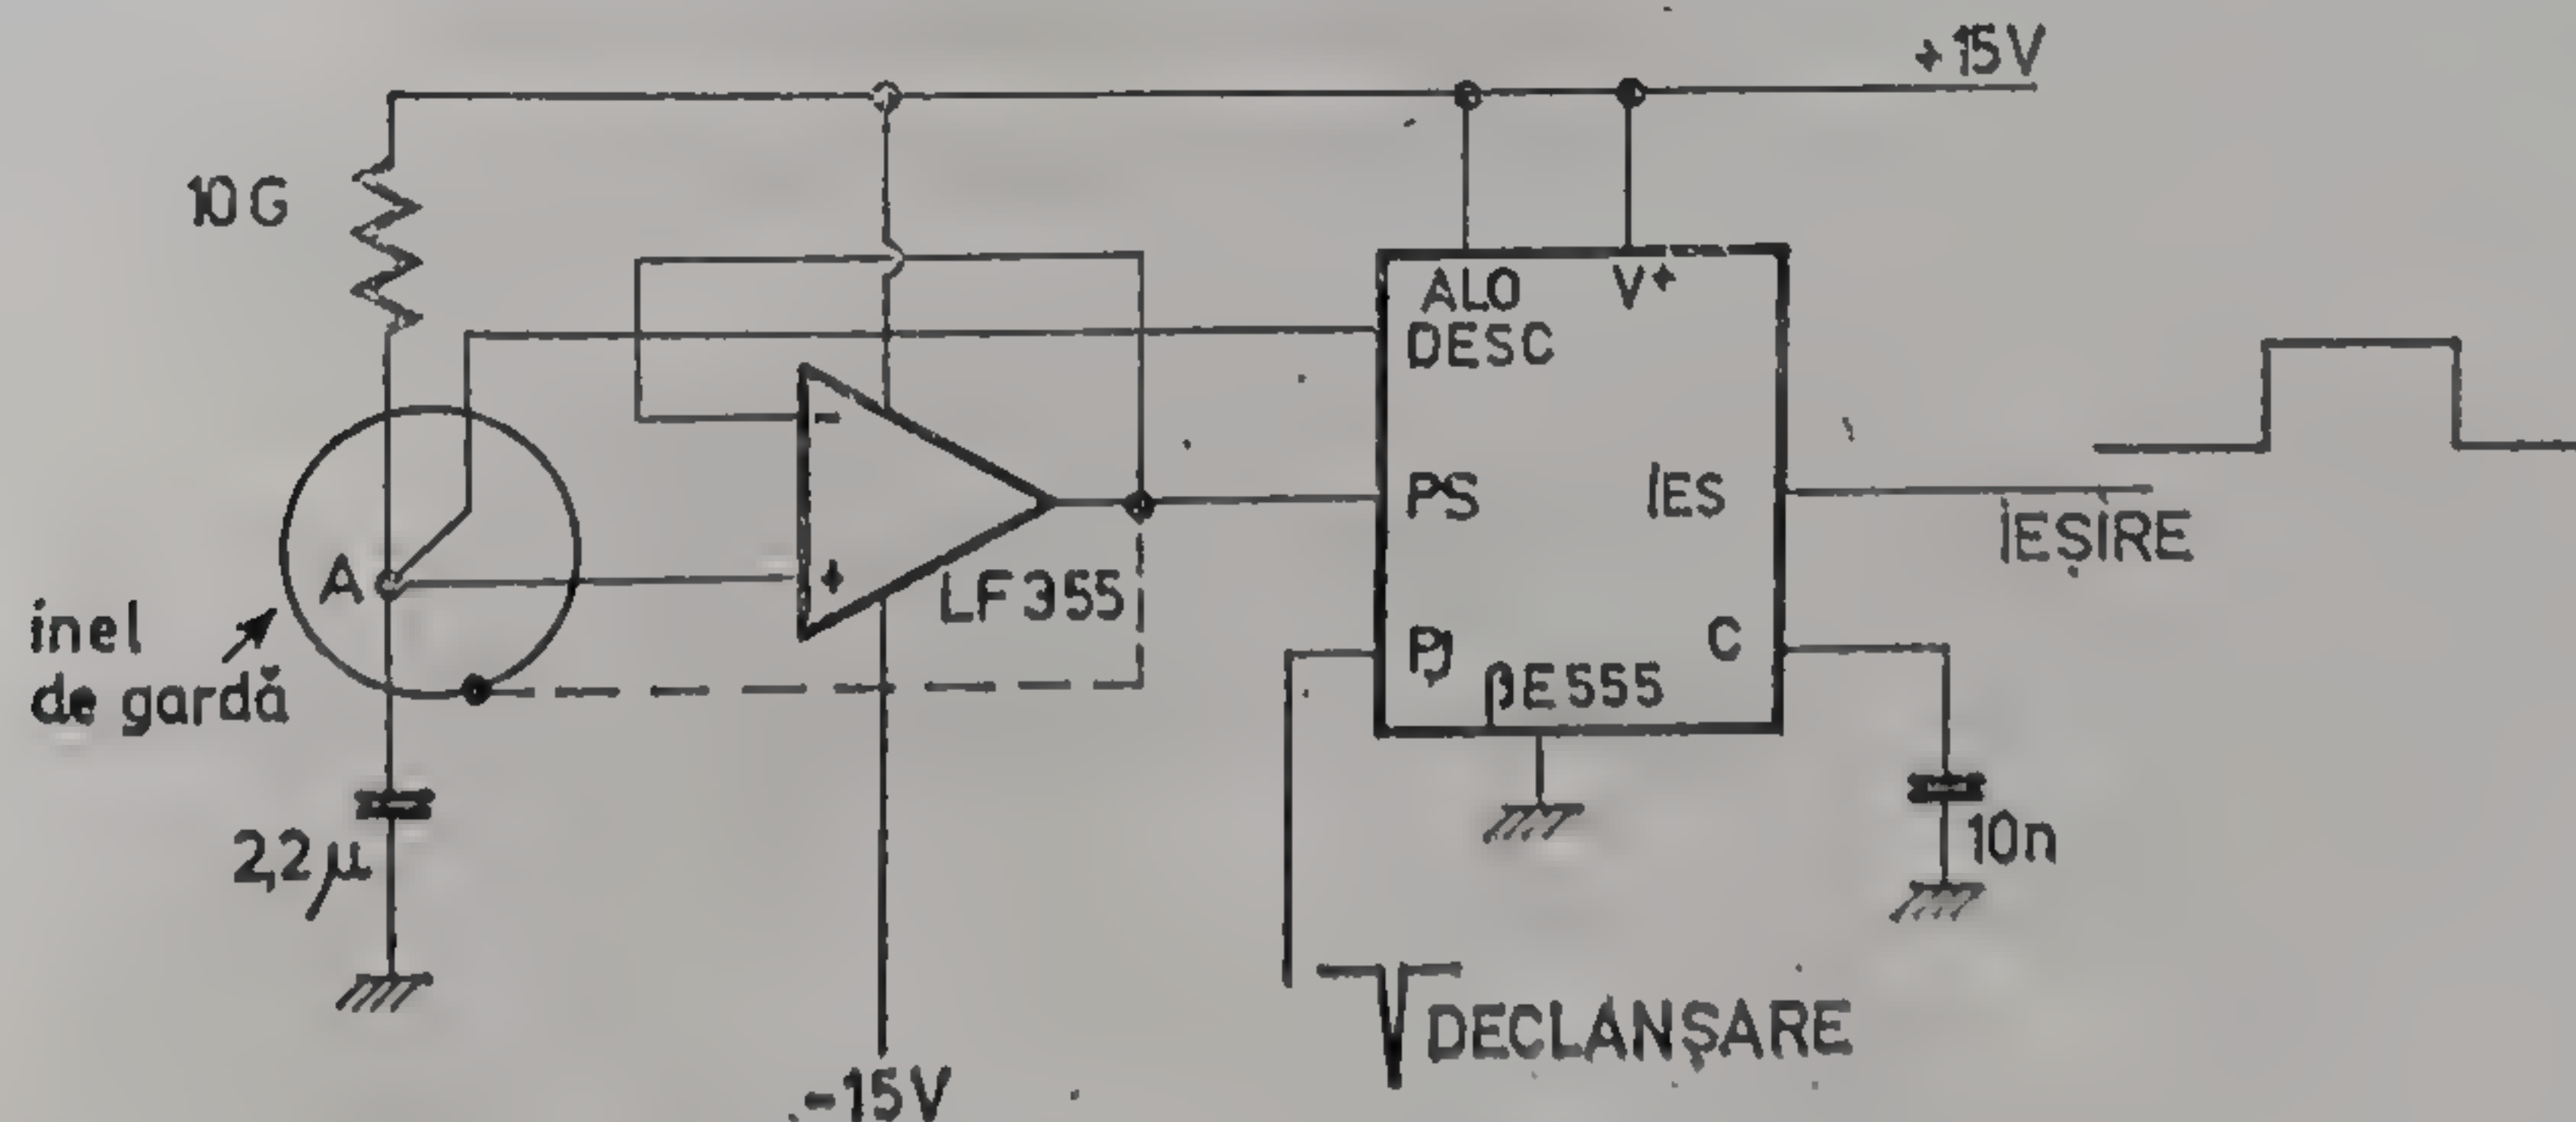 +15V
10G
ALO
V+
DESC
-
PS
IES
IEȘIRE
A
+
LF355
inel
de gardă
PJ
C
βE555
2,2μ
10n
DECLANȘARE
-15V